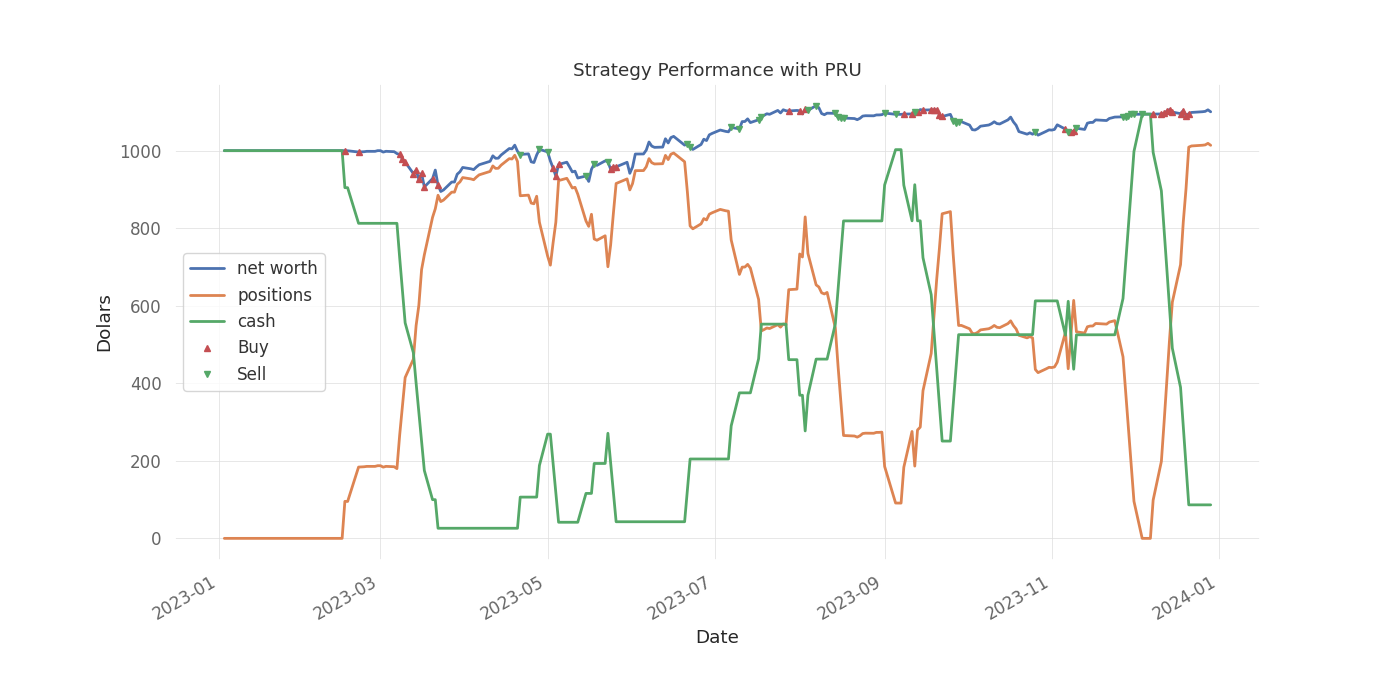 Strategy Performance with PRU
1000
800
600
400
200
0
Dolars
net worth
positions
cash
Buy
Sell
2023-01
2023-03
2023-05
2023-07
2023-09
2023-11
2024-01
Date